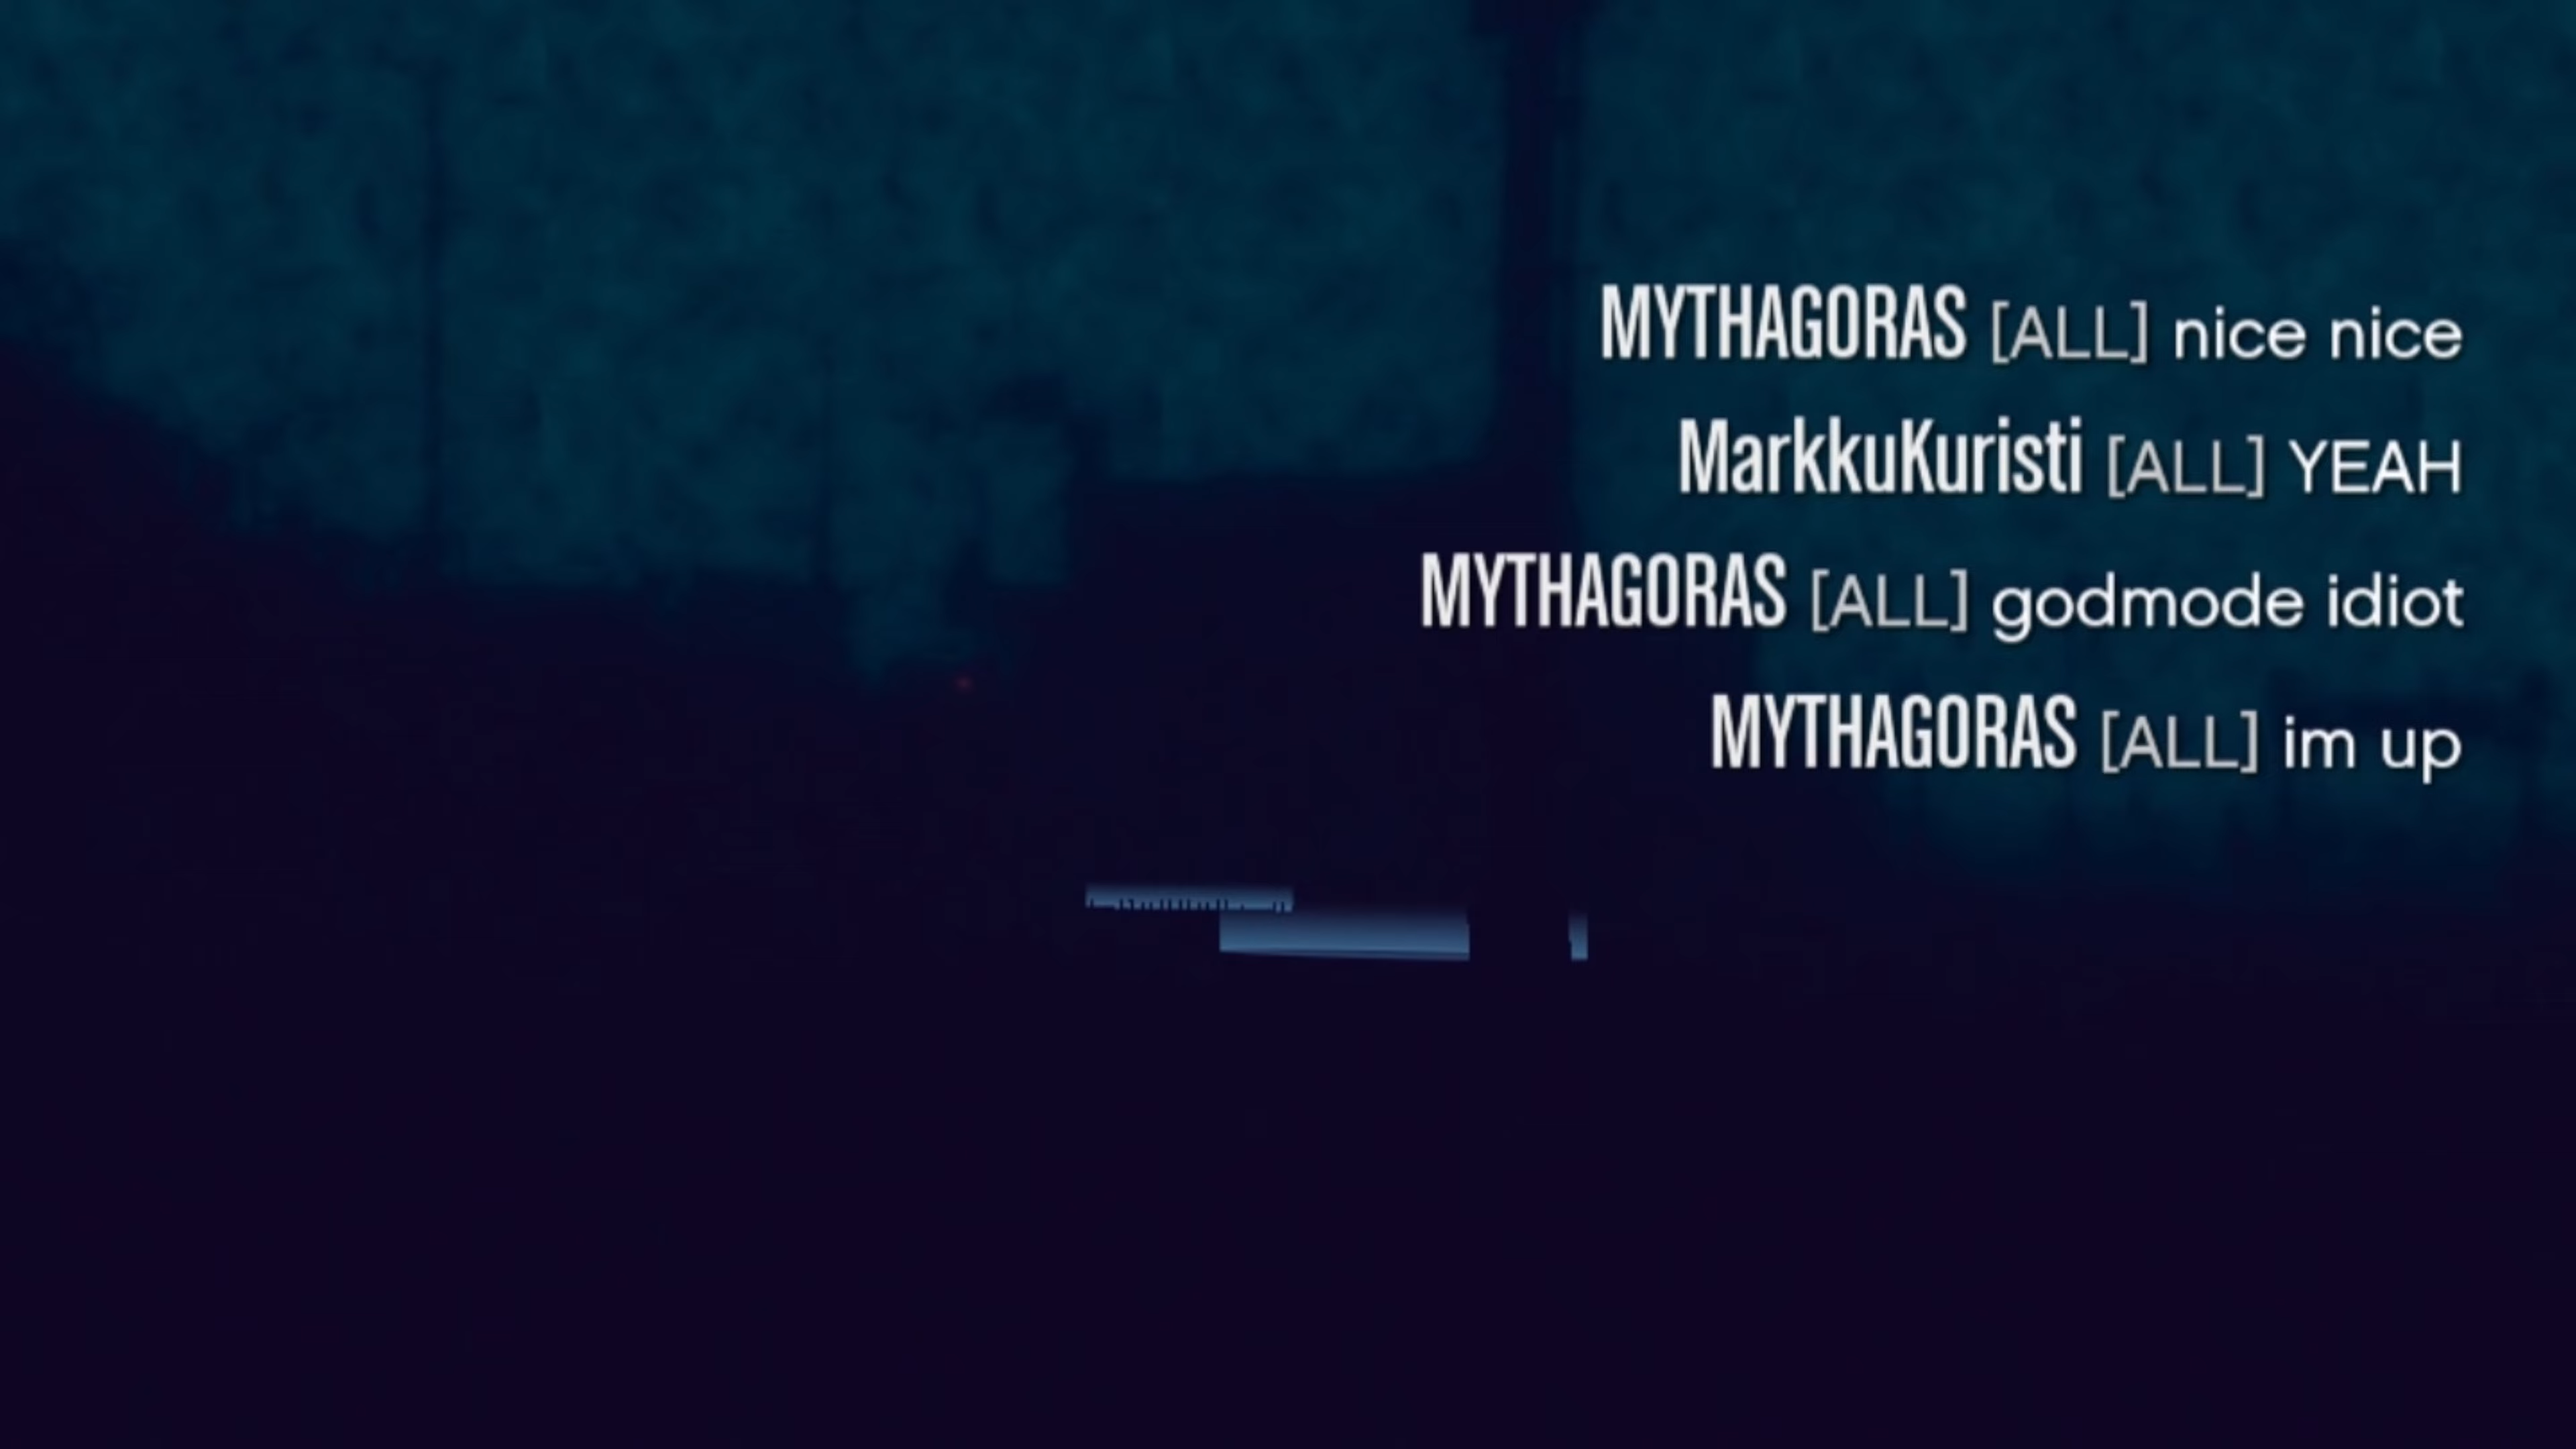 MYTHAGORAS [ALL] nice nice
MarkkuKuristi [ALL] YEAH
MYTHAGORAS [ALL] godmode idiot
MYTHAGORAS [ALL] im up